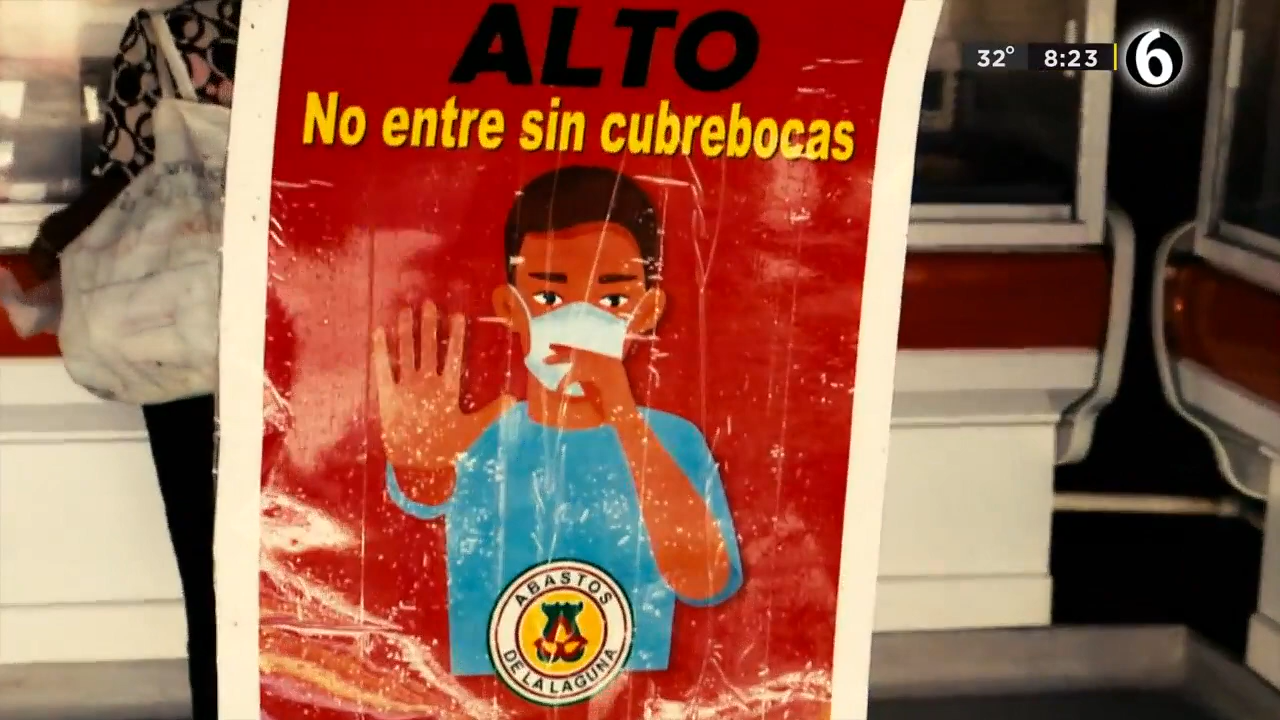 ALTO
No entre sin cubrebocas
32° 8:23 6
ABASTOS
DE LA LAGUNA